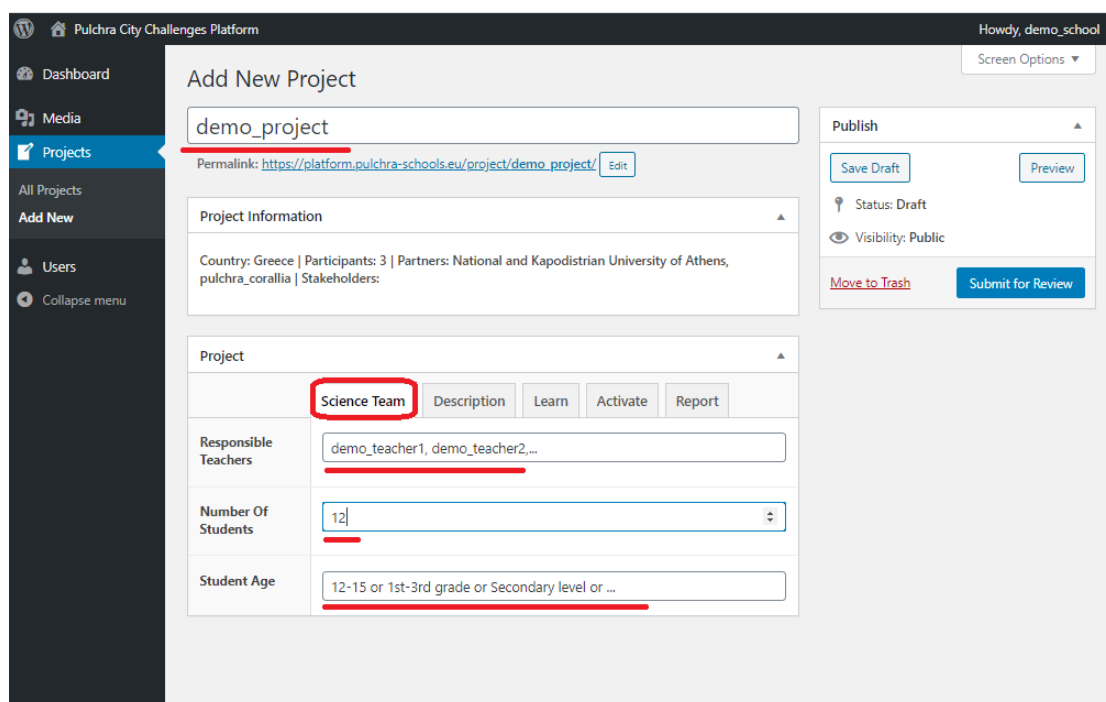 Pulchra City Challenges Platform
Howdy, demo_school
Screen Options ▼
Dashboard
Media
Projects
All Projects
Add New
Users
Collapse menu
Add New Project
demo_project
Permalink: https://platform.pulchra-schools.eu/project/demo_project/ Edit
Project Information
Country: Greece | Participants: 3 | Partners: National and Kapodistrian University of Athens,
pulchra_corallia | Stakeholders:
Project
Science Team Description Learn Activate Report
Responsible
Teachers
demo_teacher1, demo_teacher2,...
Number Of
Students
12
Student Age
12-15 or 1st-3rd grade or Secondary level or ...
Publish
Save Draft Preview
Status: Draft
Visibility: Public
Move to Trash Submit for Review